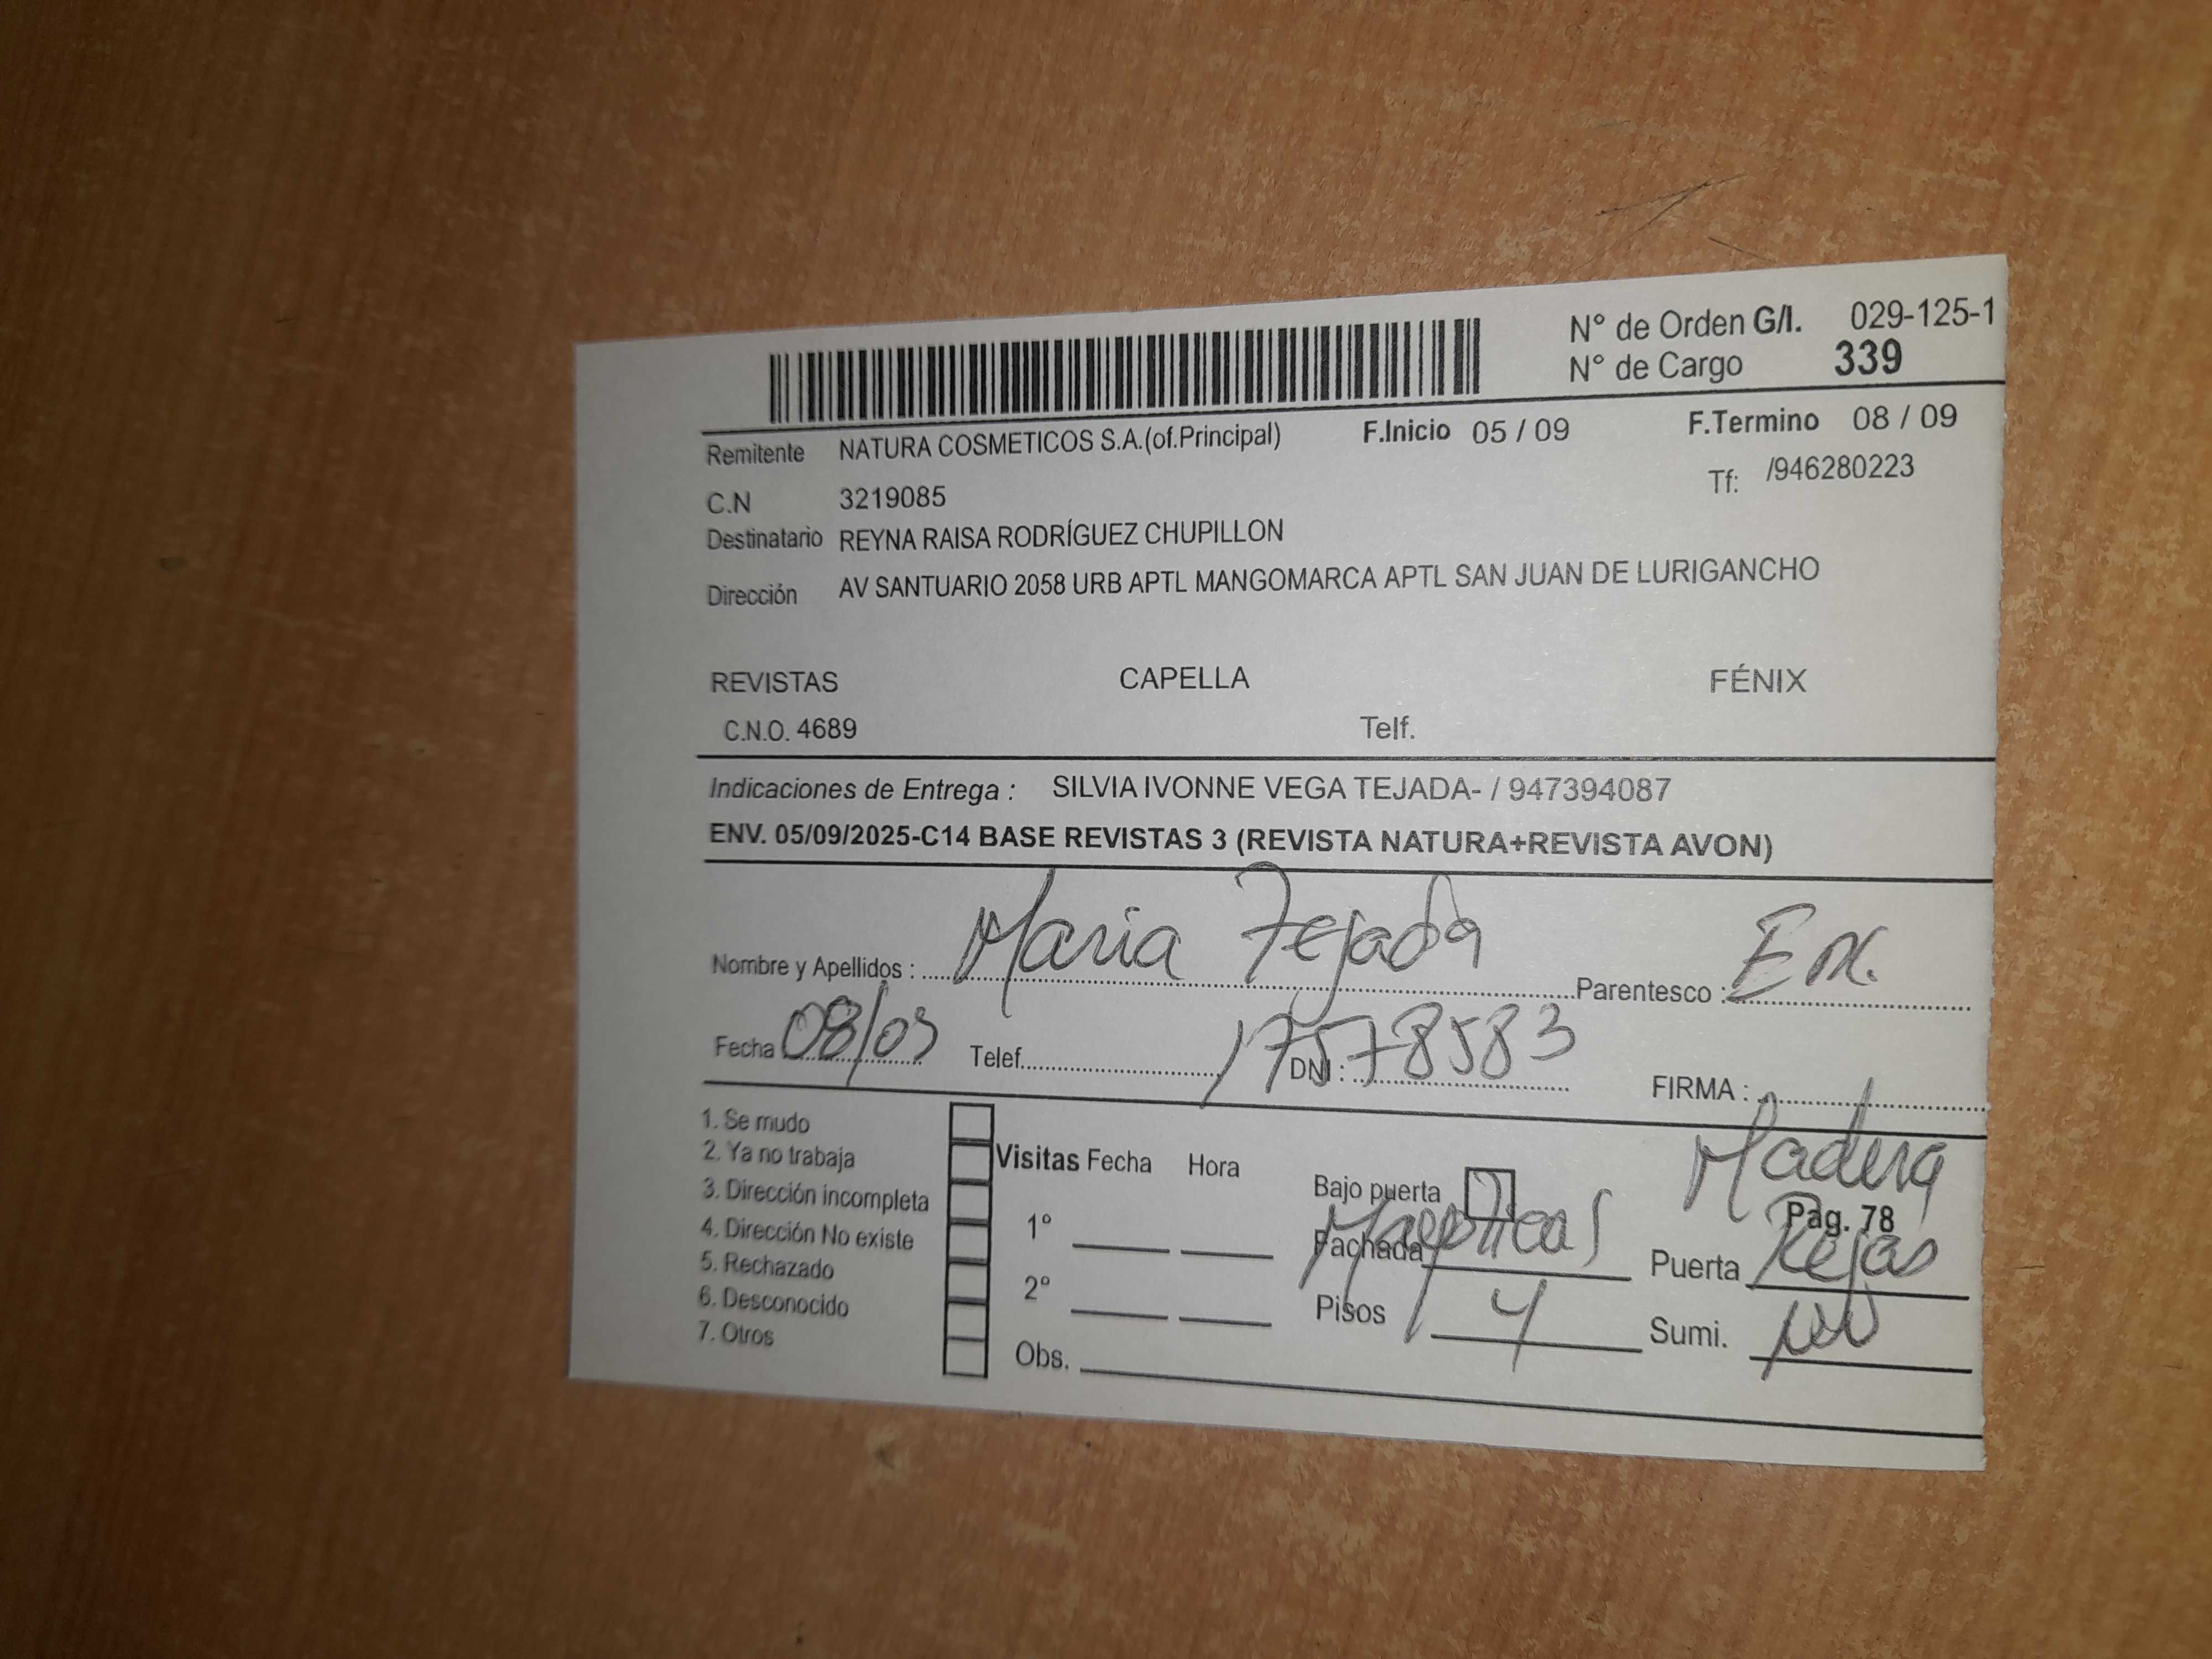 N° de Orden G/I. 029-125-1
N° de Cargo 339
Remitente NATURA COSMETICOS S.A.(of.Principal) F.Inicio 05 / 09 F.Termino 08 / 09
C.N 3219085 Tf: /946280223
Destinatario REYNA RAISA RODRÍGUEZ CHUPILLON
Dirección AV SANTUARIO 2058 URB APTL MANGOMARCA APTL SAN JUAN DE LURIGANCHO
REVISTAS CAPELLA FÉNIX
C.N.O. 4689 Telf.
Indicaciones de Entrega : SILVIA IVONNE VEGA TEJADA- / 947394087
ENV. 05/09/2025-C14 BASE REVISTAS 3 (REVISTA NATURA+REVISTA AVON)
Nombre y Apellidos : Maria Tejada Parentesco :
Fecha 08/09 Telef. DNI : 17578583 FIRMA :
1. Se mudo
2. Ya no trabaja Visitas Fecha Hora Madera
3. Dirección incompleta Bajo puerta
4. Dirección No existe 1° Fachada Mayolicas Puerta Rejas Pag. 78
5. Rechazado
6. Desconocido 2° Pisos 4 Sumi.
7. Otros Obs.